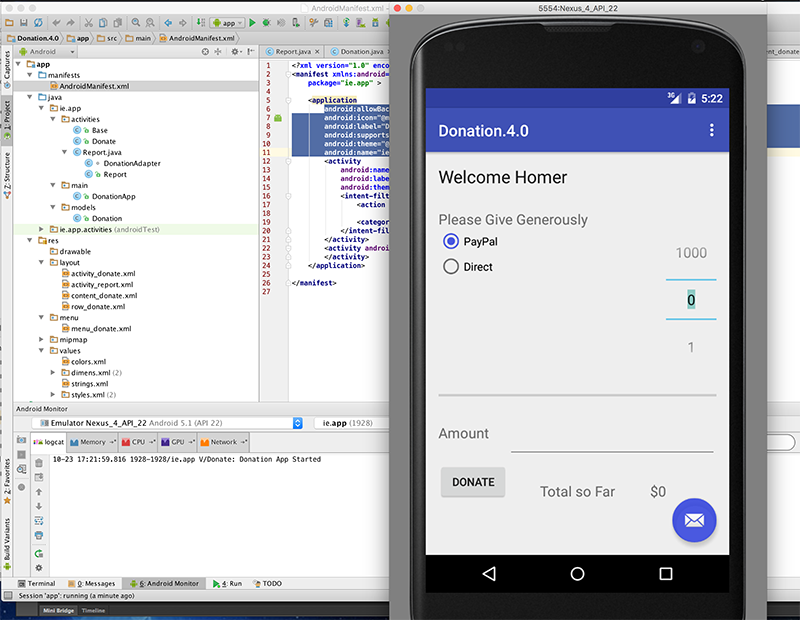 AndroidManifest.xml
5554:Nexus_4_API_22
app
Donation.4.0
app
src
main
AndroidManifest.xml
Android
Report.java
Donation.java
Captures
1: Project
Z: Structure
2: Favorites
Build Variants
app
manifests
AndroidManifest.xml
java
ie.app
activities
Base
Donate
Report.java
DonationAdapter
Report
main
DonationApp
models
Donation
ie.app.activities (androidTest)
res
drawable
layout
activity_donate.xml
activity_report.xml
content_donate.xml
row_donate.xml
menu
menu_donate.xml
mipmap
values
colors.xml
dimens.xml (2)
strings.xml
styles.xml (2)
1 <?xml version="1.0" enco
2 <manifest xmlns:android=
3 package="ie.app" >
4
5 <application
6 android:allowBac
7 android:icon="@m
8 android:label="D
9 android:supports
10 android:theme="@
11 android:name="ie
12 <activity
13 android:name
14 android:labe
15 android:them
16 <intent-filt
17 <action
18
19 <categor
20 </intent-fil
21 </activity>
22 <activity androi
23 </activity>
24 </application>
25
26 </manifest>
27
3G 5:22
Donation.4.0
Welcome Homer
Please Give Generously
PayPal
Direct
1000
0
1
Amount
DONATE
Total so Far $0
Android Monitor
Emulator Nexus_4_API_22 Android 5.1 (API 22)
ie.app (1928)
logcat
Memory
CPU
GPU
Network
10-23 17:21:59.816 1928-1928/ie.app V/Donate: Donation App Started
Terminal
0: Messages
6: Android Monitor
4: Run
TODO
Session 'app': running (a minute ago)
Mini Bridge
Timeline